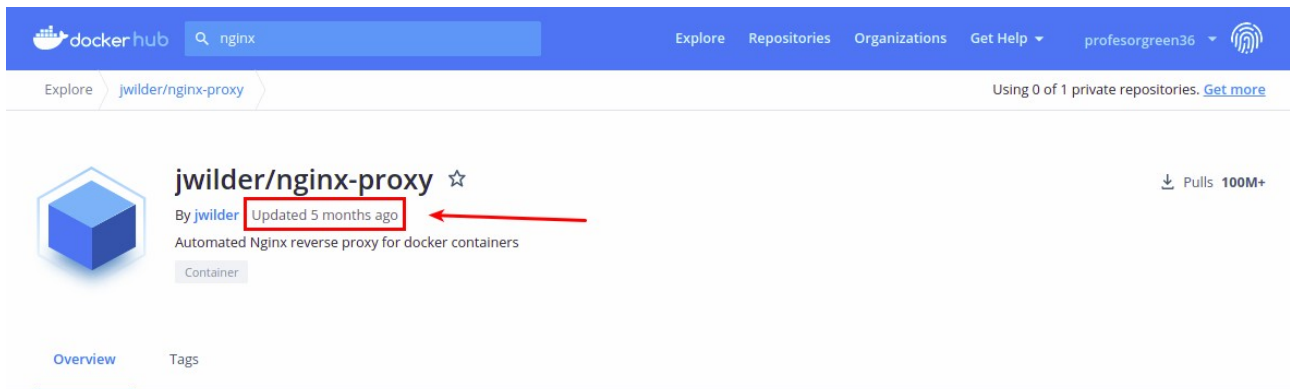 dockerhub nginx Explore Repositories Organizations Get Help profesorgreen36
Explore jwilder/nginx-proxy Using 0 of 1 private repositories. Get more
jwilder/nginx-proxy
Pulls 100M+
By jwilder Updated 5 months ago
Automated Nginx reverse proxy for docker containers
Container
Overview Tags